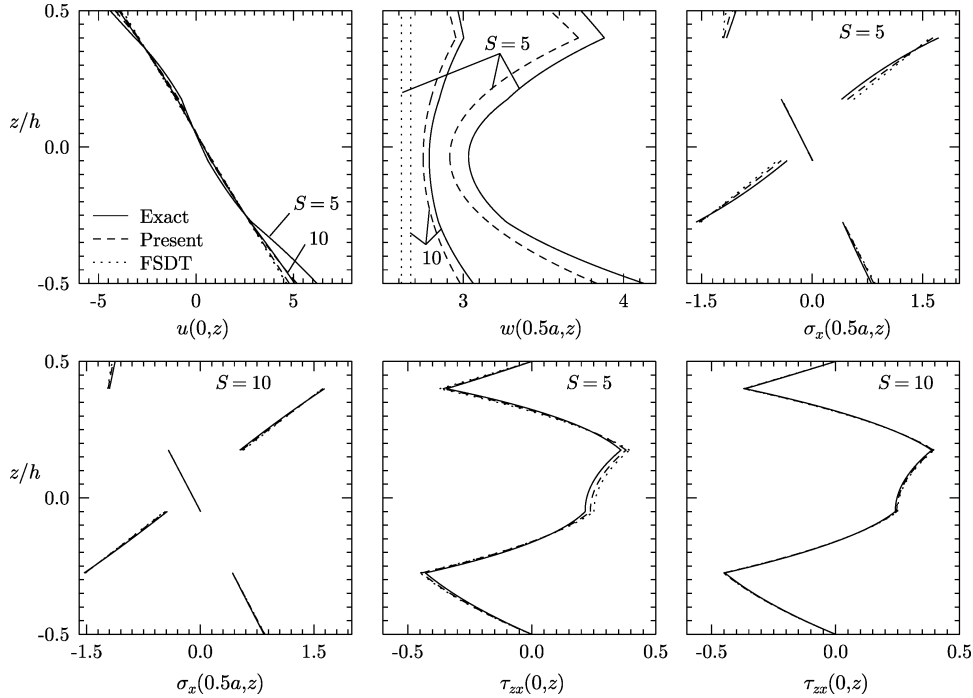 0.5
z/h
0.0
-0.5
S = 5
10
Exact
Present
FSDT
-5
0
5
u(0,z)
S = 5
10
3
4
w(0.5a,z)
S = 5
-1.5
0.0
1.5
σx(0.5a,z)
0.5
z/h
0.0
-0.5
S = 10
-1.5
0.0
1.5
σx(0.5a,z)
S = 5
-0.5
0.0
0.5
τzx(0,z)
S = 10
-0.5
0.0
0.5
τzx(0,z)